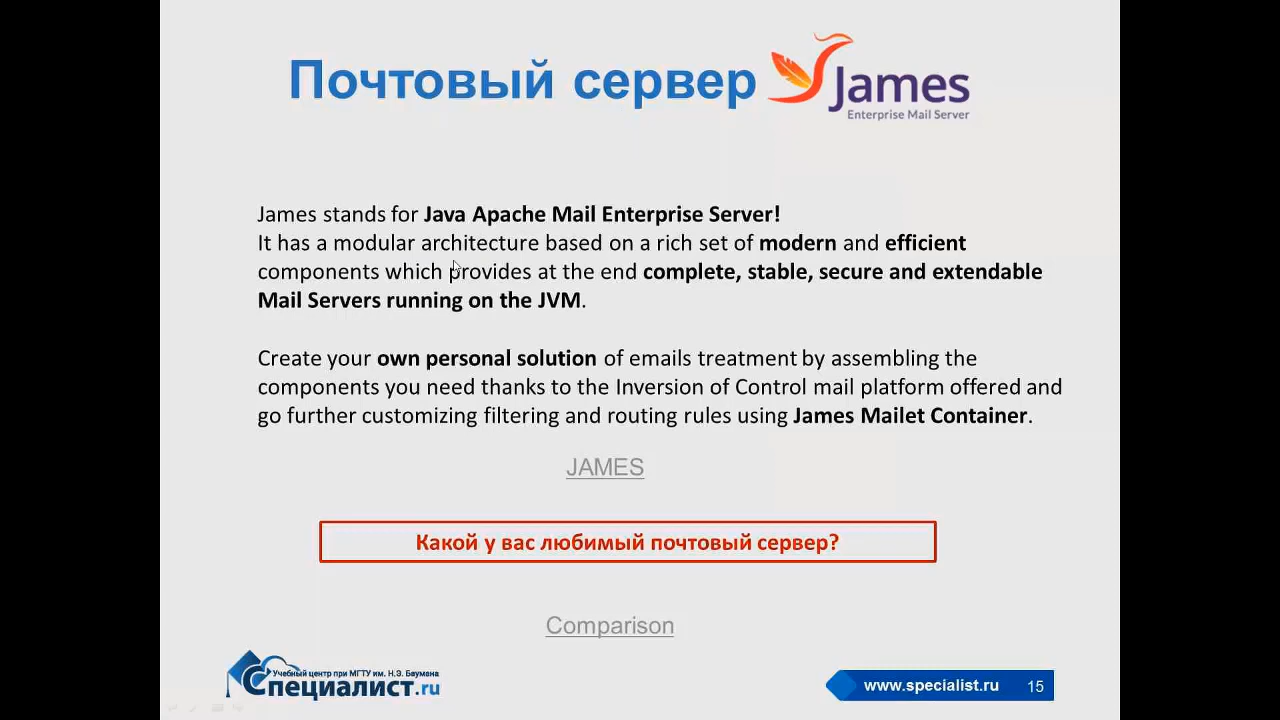 Почтовый сервер
James
Enterprise Mail Server
James stands for Java Apache Mail Enterprise Server!
It has a modular architecture based on a rich set of modern and efficient
components which provides at the end complete, stable, secure and extendable
Mail Servers running on the JVM.
Create your own personal solution of emails treatment by assembling the
components you need thanks to the Inversion of Control mail platform offered and
go further customizing filtering and routing rules using James Mailet Container.
JAMES
Какой у вас любимый почтовый сервер?
Comparison
Учебный центр при МГТУ им. Н.Э. Баумана
Специалист.ru
www.specialist.ru 15